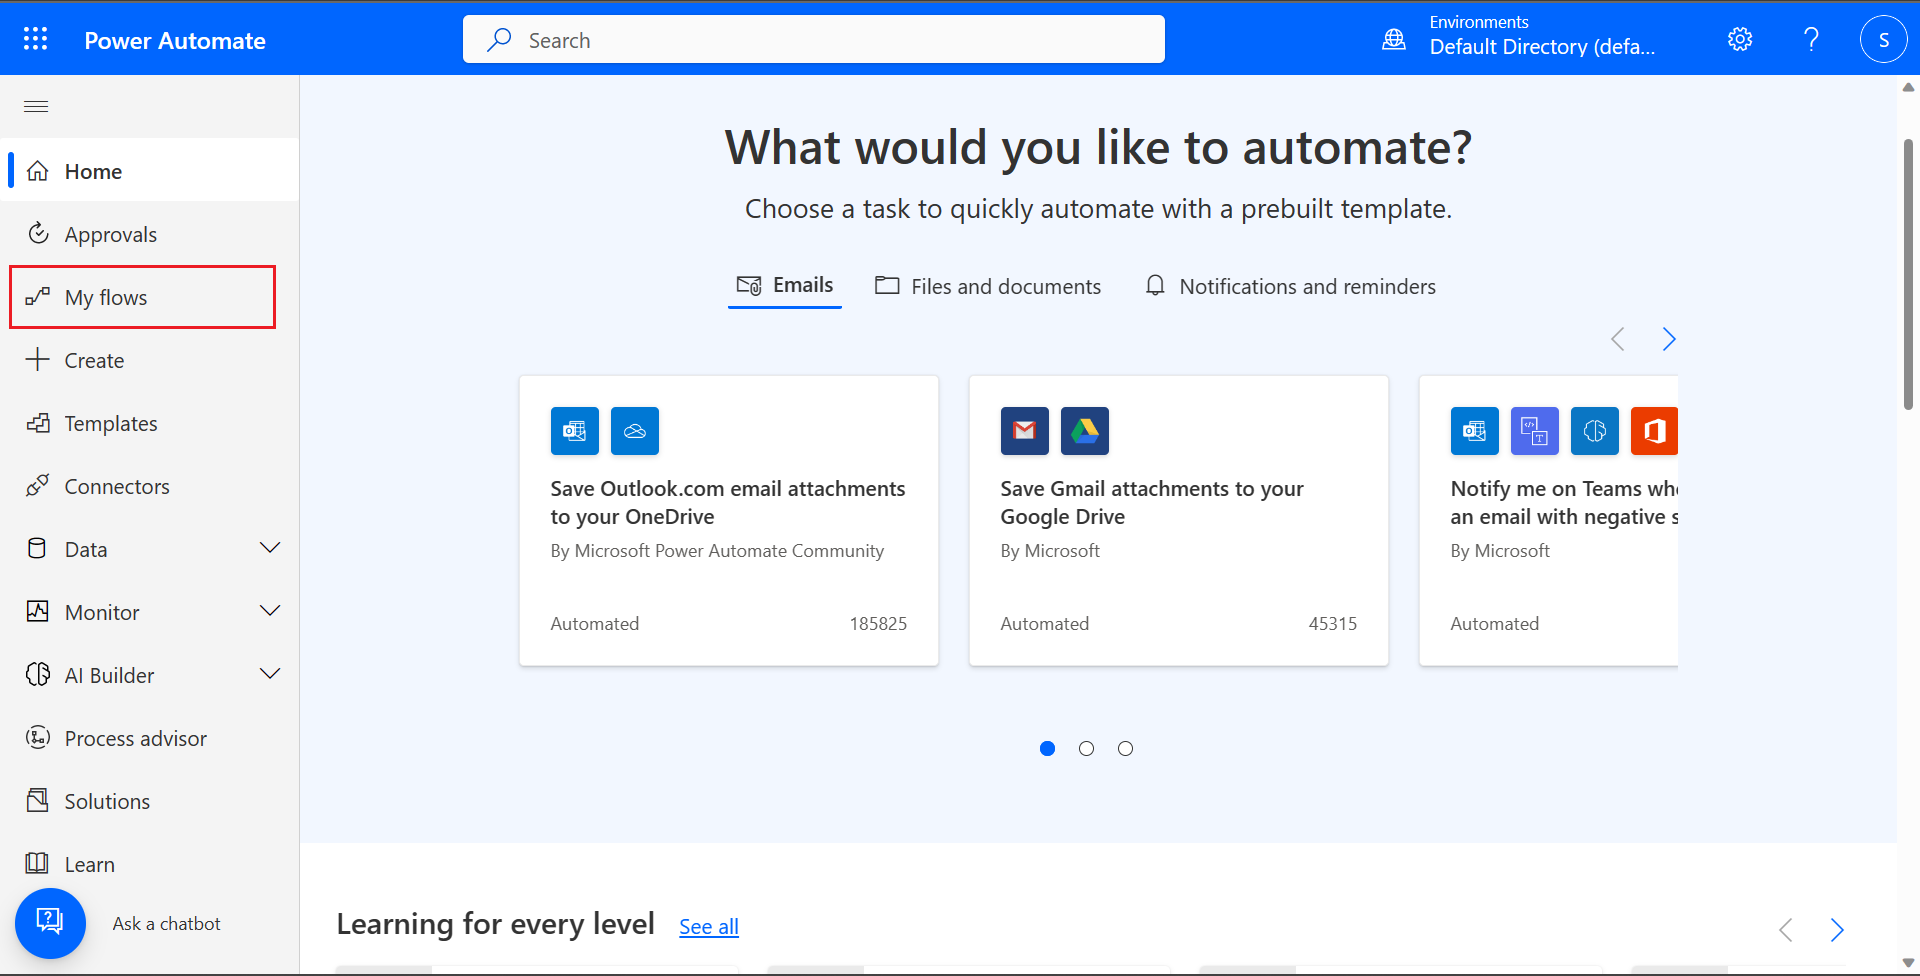 Power Automate
Search
Environments
Default Directory (defa...
S
Home
Approvals
My flows
Create
Templates
Connectors
Data
Monitor
AI Builder
Process advisor
Solutions
Learn
Ask a chatbot
What would you like to automate?
Choose a task to quickly automate with a prebuilt template.
Emails
Files and documents
Notifications and reminders
Save Outlook.com email attachments
to your OneDrive
By Microsoft Power Automate Community
Automated
185825
Save Gmail attachments to your
Google Drive
By Microsoft
Automated
45315
Notify me on Teams
an email with negative
By Microsoft
Automated
Learning for every level
See all